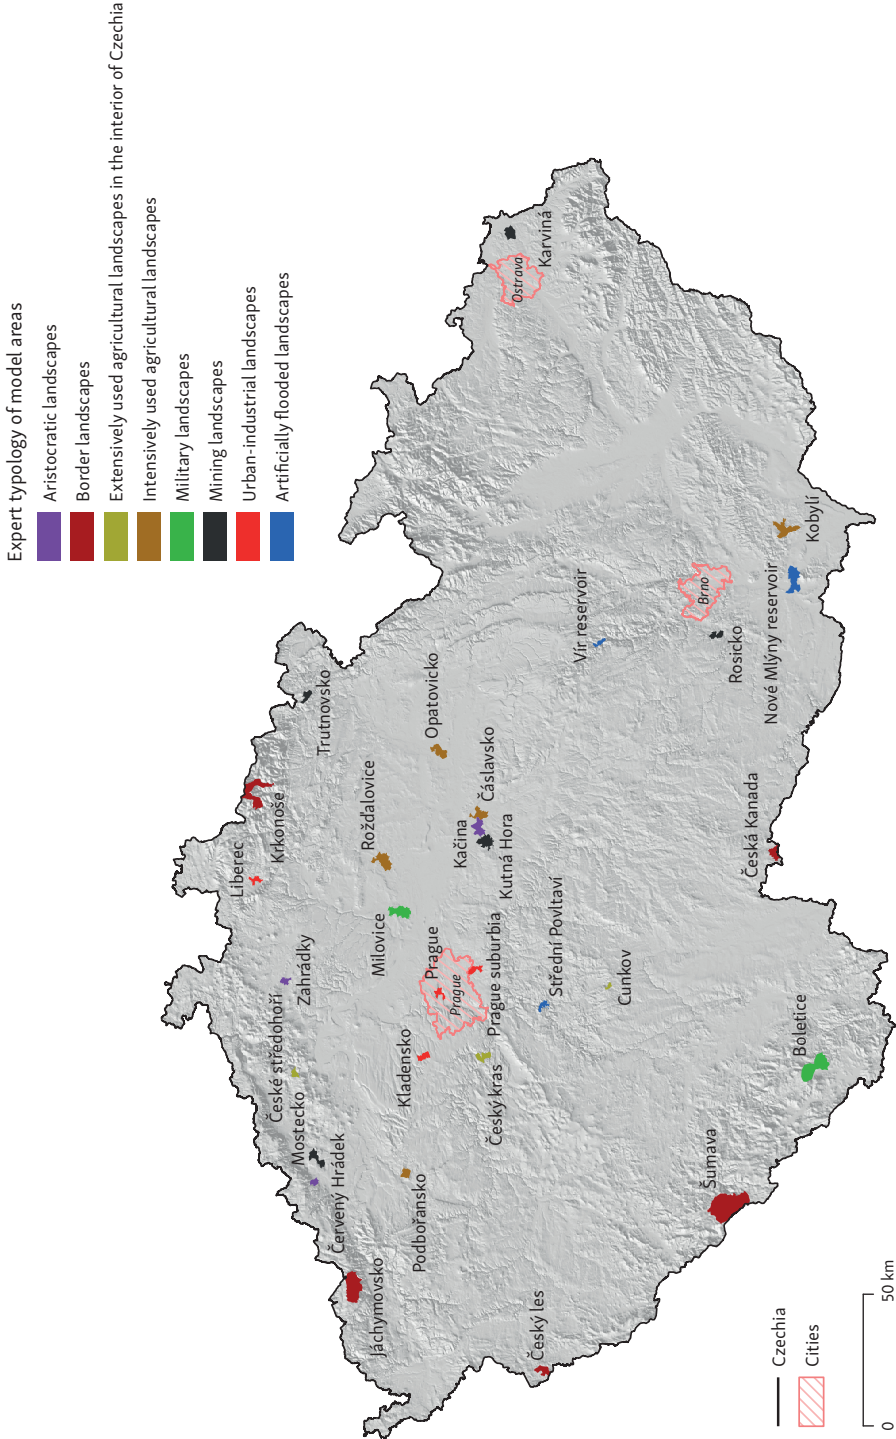 Expert typology of model areas
Aristocratic landscapes
Border landscapes
Extensively used agricultural landscapes in the interior of Czechia
Intensively used agricultural landscapes
Military landscapes
Mining landscapes
Urban-industrial landscapes
Artificially flooded landscapes
Liberec
Krkonoše
Trutnovsko
České středohoří
Zahrádky
Mostecko
Červený Hrádek
Jáchymovsko
Podbořansko
Kladensko
Milovice
Rožďalovice
Opatovicko
Prague
Prague
Prague suburbia
Český kras
Kačina
Čáslavsko
Kutná Hora
Ostrava
Karviná
Český les
Střední Povltaví
Cunkov
Vír reservoir
Brno
Rosicko
Nové Mlýny reservoir
Kobylí
Česká Kanada
Šumava
Boletice
Czechia
Cities
0
50 km